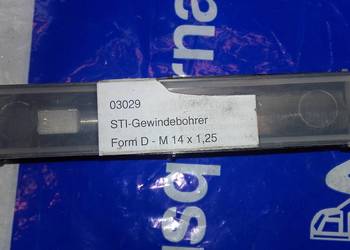 03029
STI-Gewindebohrer
Form D - M 14 x 1,25